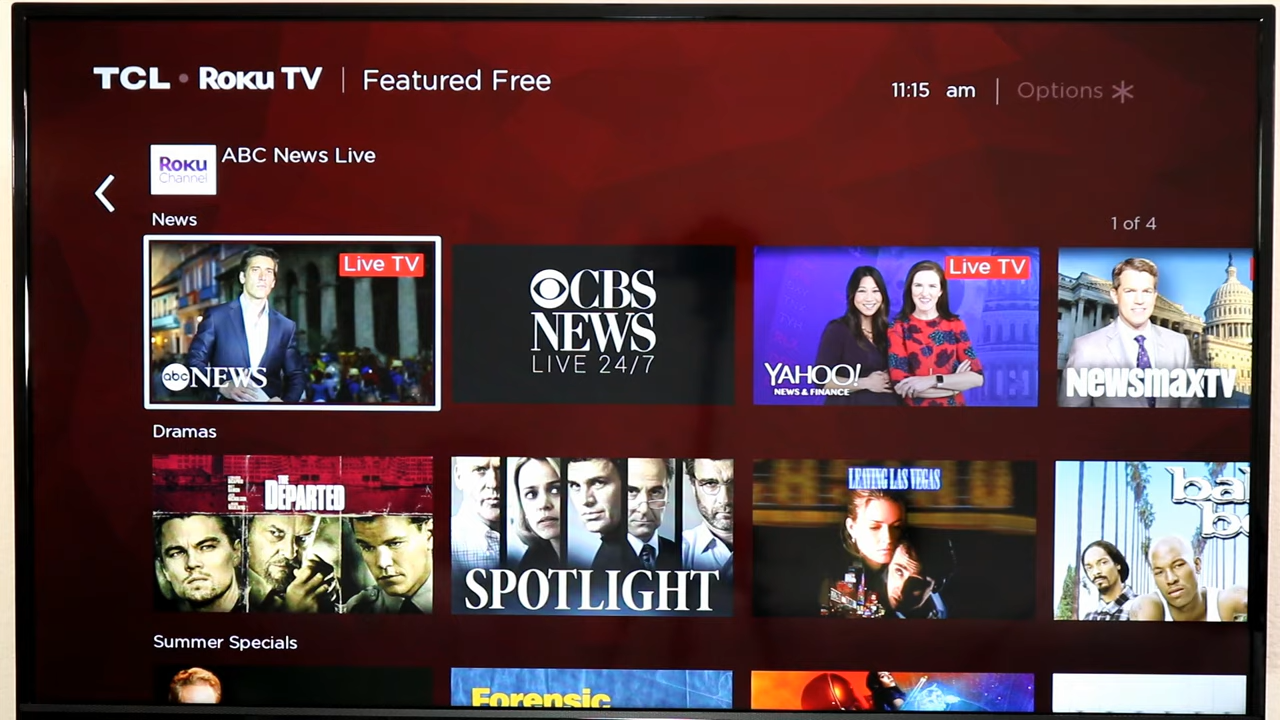 TCL • Roku TV | Featured Free
11:15 am | Options
Roku
Channel
ABC News Live
News
1 of 4
Live TV
abc NEWS
CBS
NEWS
LIVE 24/7
Live TV
YAHOO!
NEWS & FINANCE
NewsmaxTV
Dramas
THE
DEPARTED
SPOTLIGHT
LEAVING LAS VEGAS
Summer Specials
Forensic